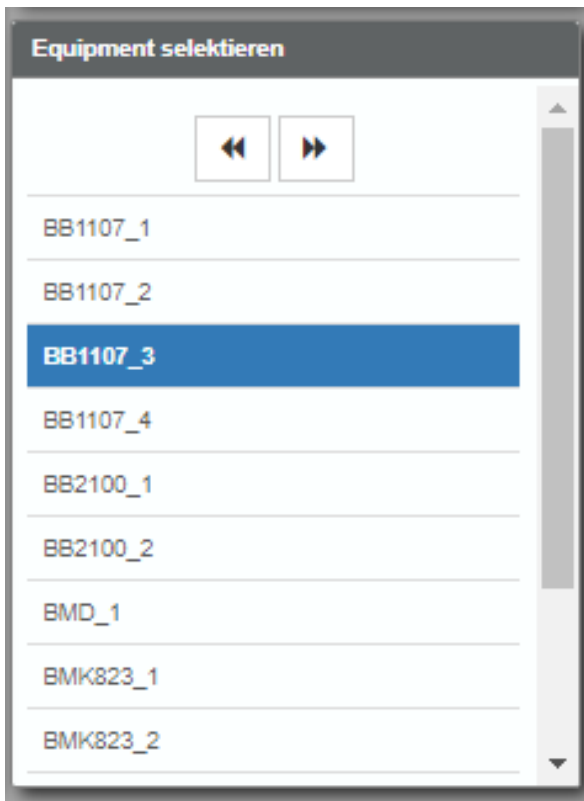 Equipment selektieren
BB1107_1
BB1107_2
BB1107_3
BB1107_4
BB2100_1
BB2100_2
BMD_1
BMK823_1
BMK823_2